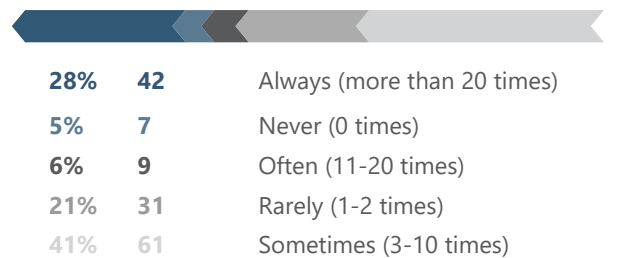 28% 42 Always (more than 20 times)
5% 7 Never (0 times)
6% 9 Often (11-20 times)
21% 31 Rarely (1-2 times)
41% 61 Sometimes (3-10 times)